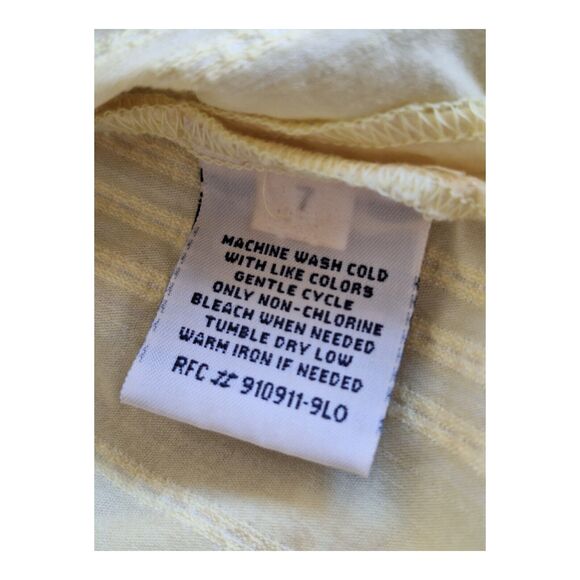 7
MACHINE WASH COLD
WITH LIKE COLORS
GENTLE CYCLE
ONLY NON-CHLORINE
BLEACH WHEN NEEDED
TUMBLE DRY LOW
WARM IRON IF NEEDED
RFC # 910911-9LO